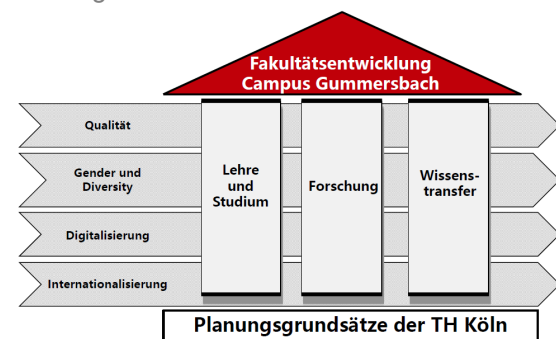 Fakultätsentwicklung
Campus Gummersbach
Qualität
Gender und
Diversity
Digitalisierung
Internationalisierung
Lehre
und
Studium
Forschung
Wissens-
transfer
Planungsgrundsätze der TH Köln